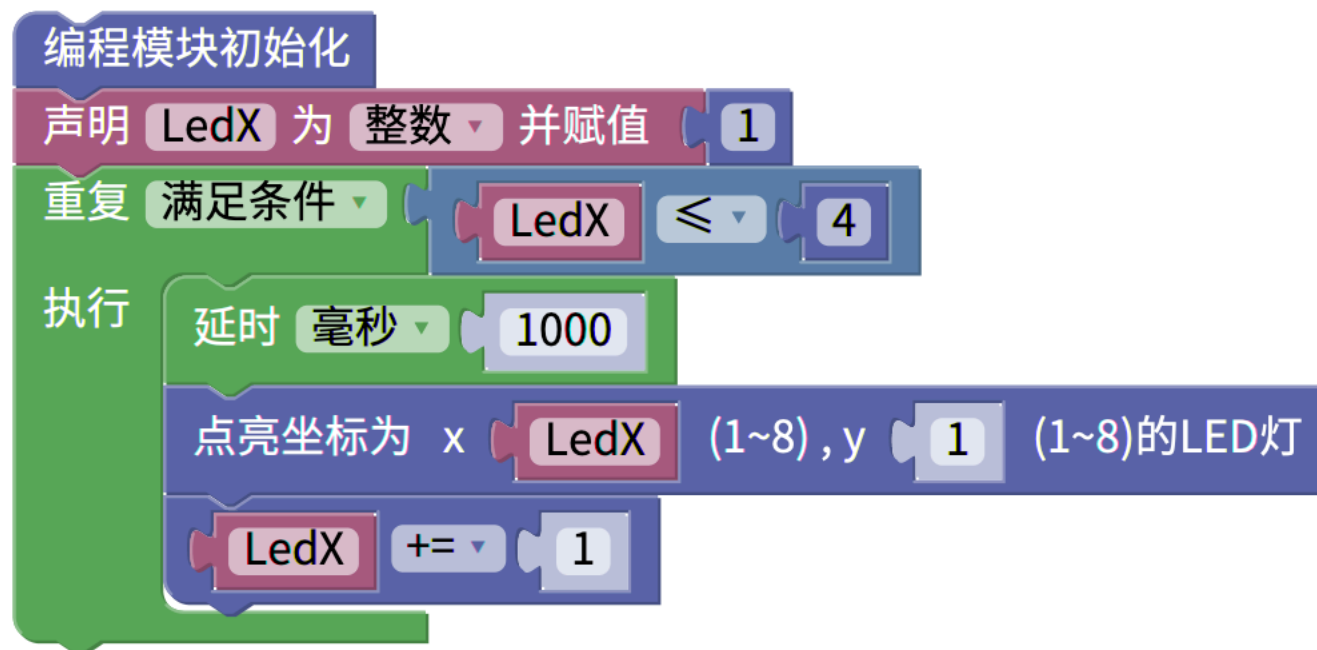 编程模块初始化
声明 LedX 为 整数 并赋值 1
重复 满足条件 LedX ≤ 4
执行
延时 毫秒 1000
点亮坐标为 x LedX (1~8) , y 1 (1~8)的LED灯
LedX += 1